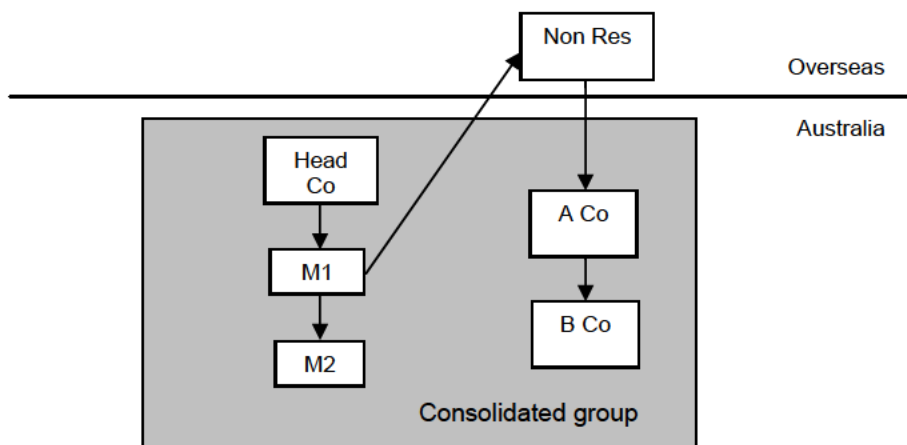 Non Res
Overseas
Australia
Head
Co
A Co
M1
B Co
M2
Consolidated group